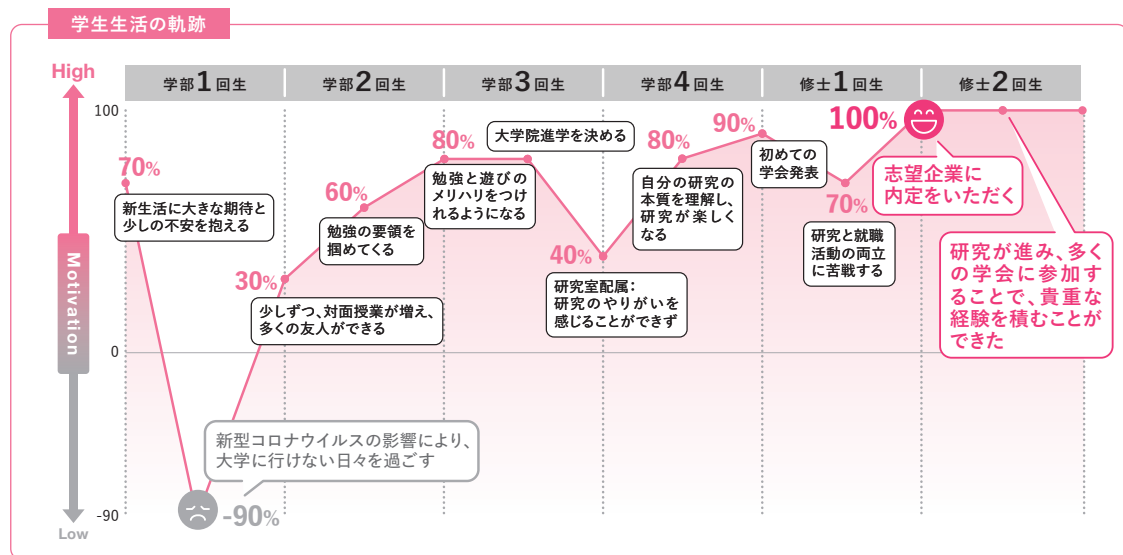 学生生活の軌跡
High
学部1回生
学部2回生
学部3回生
学部4回生
修士1回生
修士2回生
100
0
-90
Motivation
Low
70%
新生活に大きな期待と
少しの不安を抱える
-90%
新型コロナウイルスの影響により、
大学に行けない日々を過ごす
30%
少しずつ、対面授業が増え、
多くの友人ができる
60%
勉強の要領を
掴めてくる
80%
勉強と遊びの
メリハリをつけ
れるようになる
大学院進学を決める
40%
研究室配属：
研究のやりがいを
感じることができず
80%
自分の研究の
本質を理解し、
研究が楽しく
なる
90%
初めての
学会発表
70%
研究と就職
活動の両立
に苦戦する
100%
志望企業に
内定をいただく
研究が進み、多く
の学会に参加す
ることで、貴重な
経験を積むことが
できた